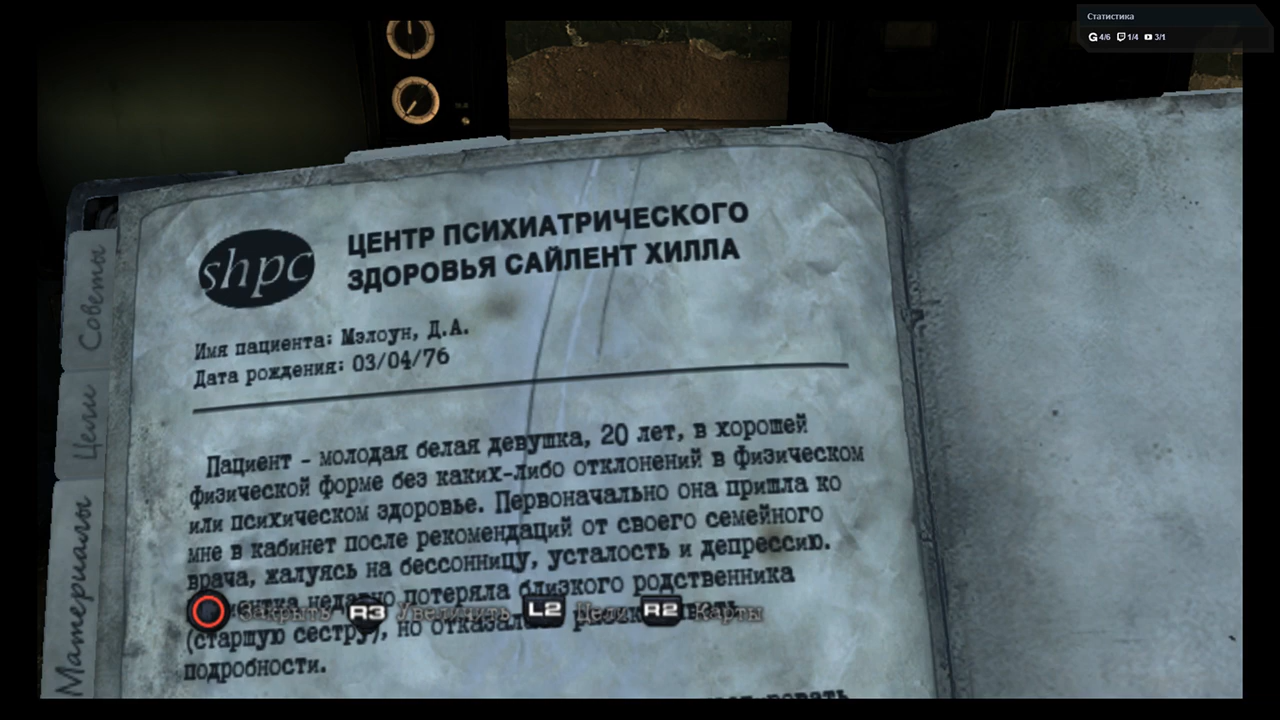 Статистика
4/6 1/4 3/1
shpc
ЦЕНТР ПСИХИАТРИЧЕСКОГО
ЗДОРОВЬЯ САЙЛЕНТ ХИЛЛА
Имя пациента: Мэлоун, Д.А.
Дата рождения: 03/04/76
Советы
Цели
Материалы
Пациент - молодая белая девушка, 20 лет, в хорошей
физической форме без каких-либо отклонений в физическом
или психическом здоровье. Первоначально она пришла ко
мне в кабинет после рекомендаций от своего семейного
врача, жалуясь на бессонницу, усталость и депрессию.
недавно потеряла близкого родственника
(старшую сестру), но
подробности.
Закрыть R3 Увеличить L2 Цели R2 Карты